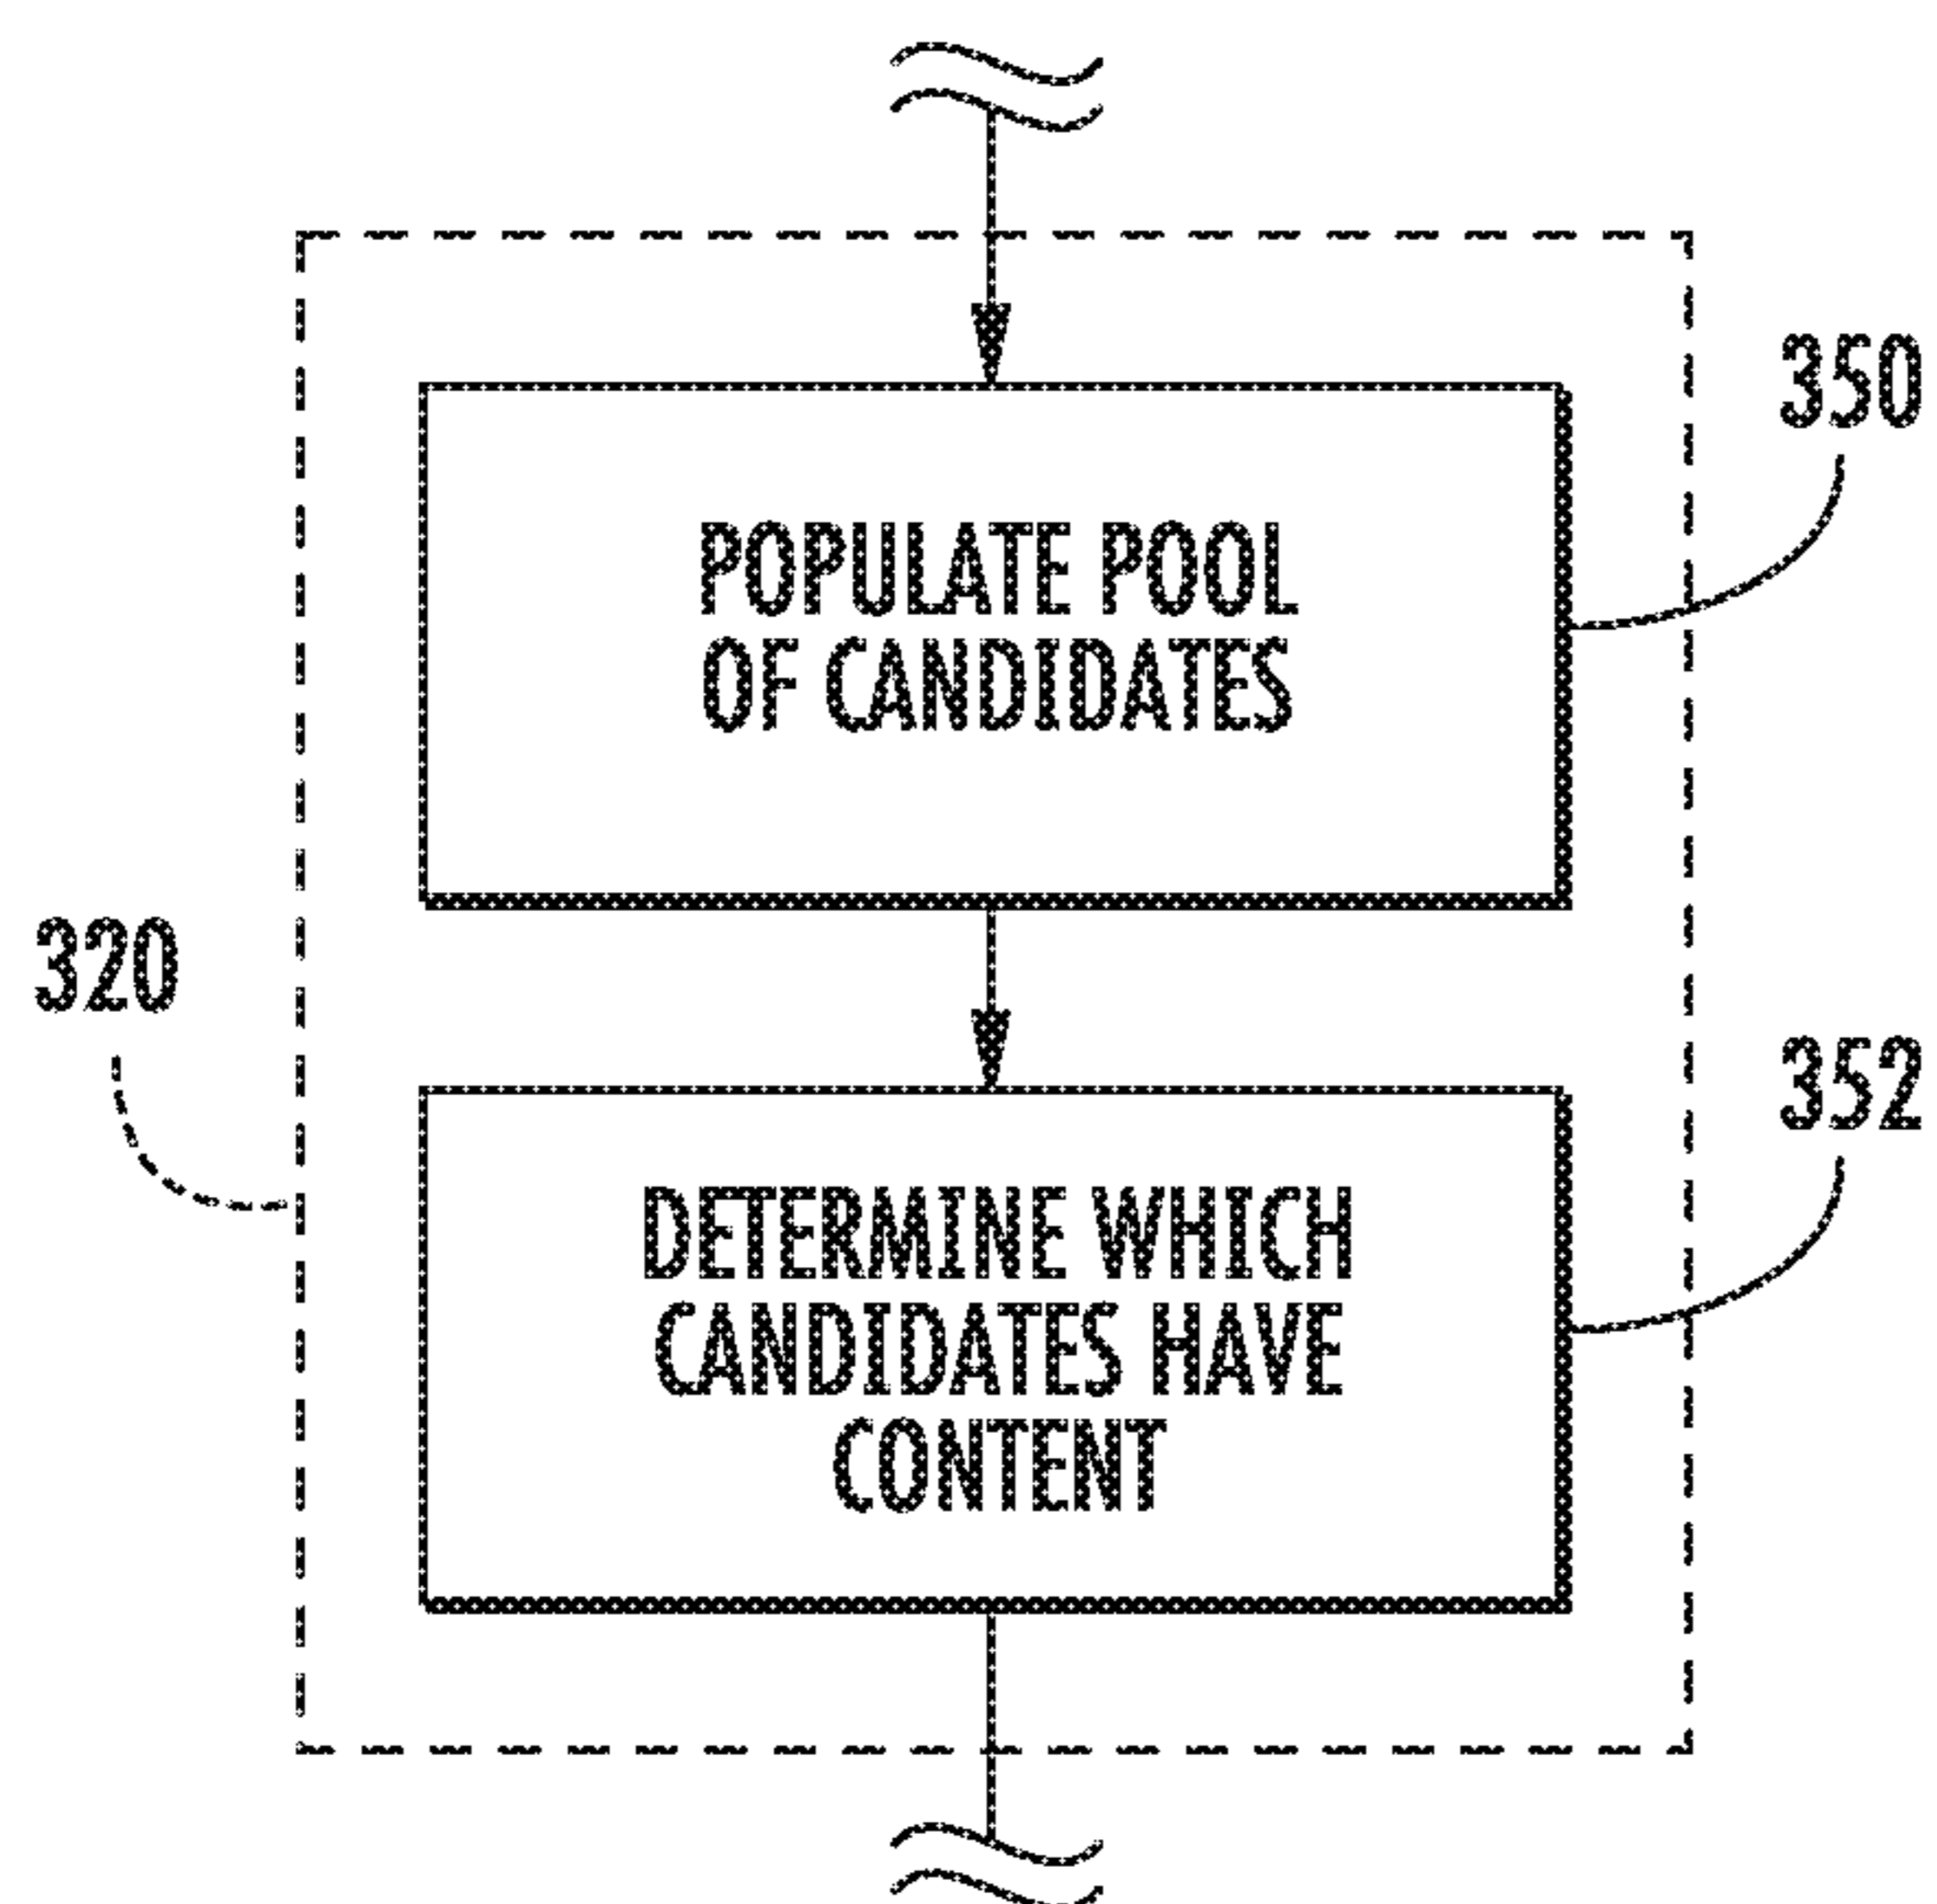 350
POPULATE POOL
OF CANDIDATES
320
352
DETERMINE WHICH
CANDIDATES HAVE
CONTENT